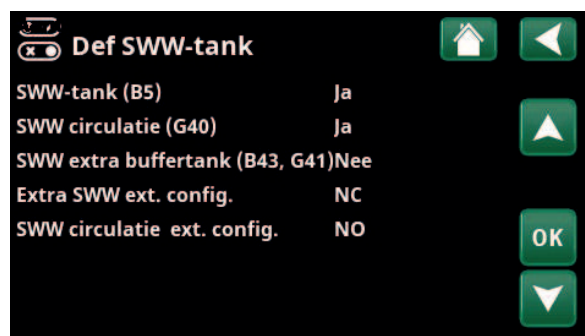 Def SWW-tank
SWW-tank (B5) Ja
SWW circulatie (G40) Ja
SWW extra buffertank (B43, G41)Nee
Extra SWW ext. config. NC
SWW circulatie ext. config. NO
OK